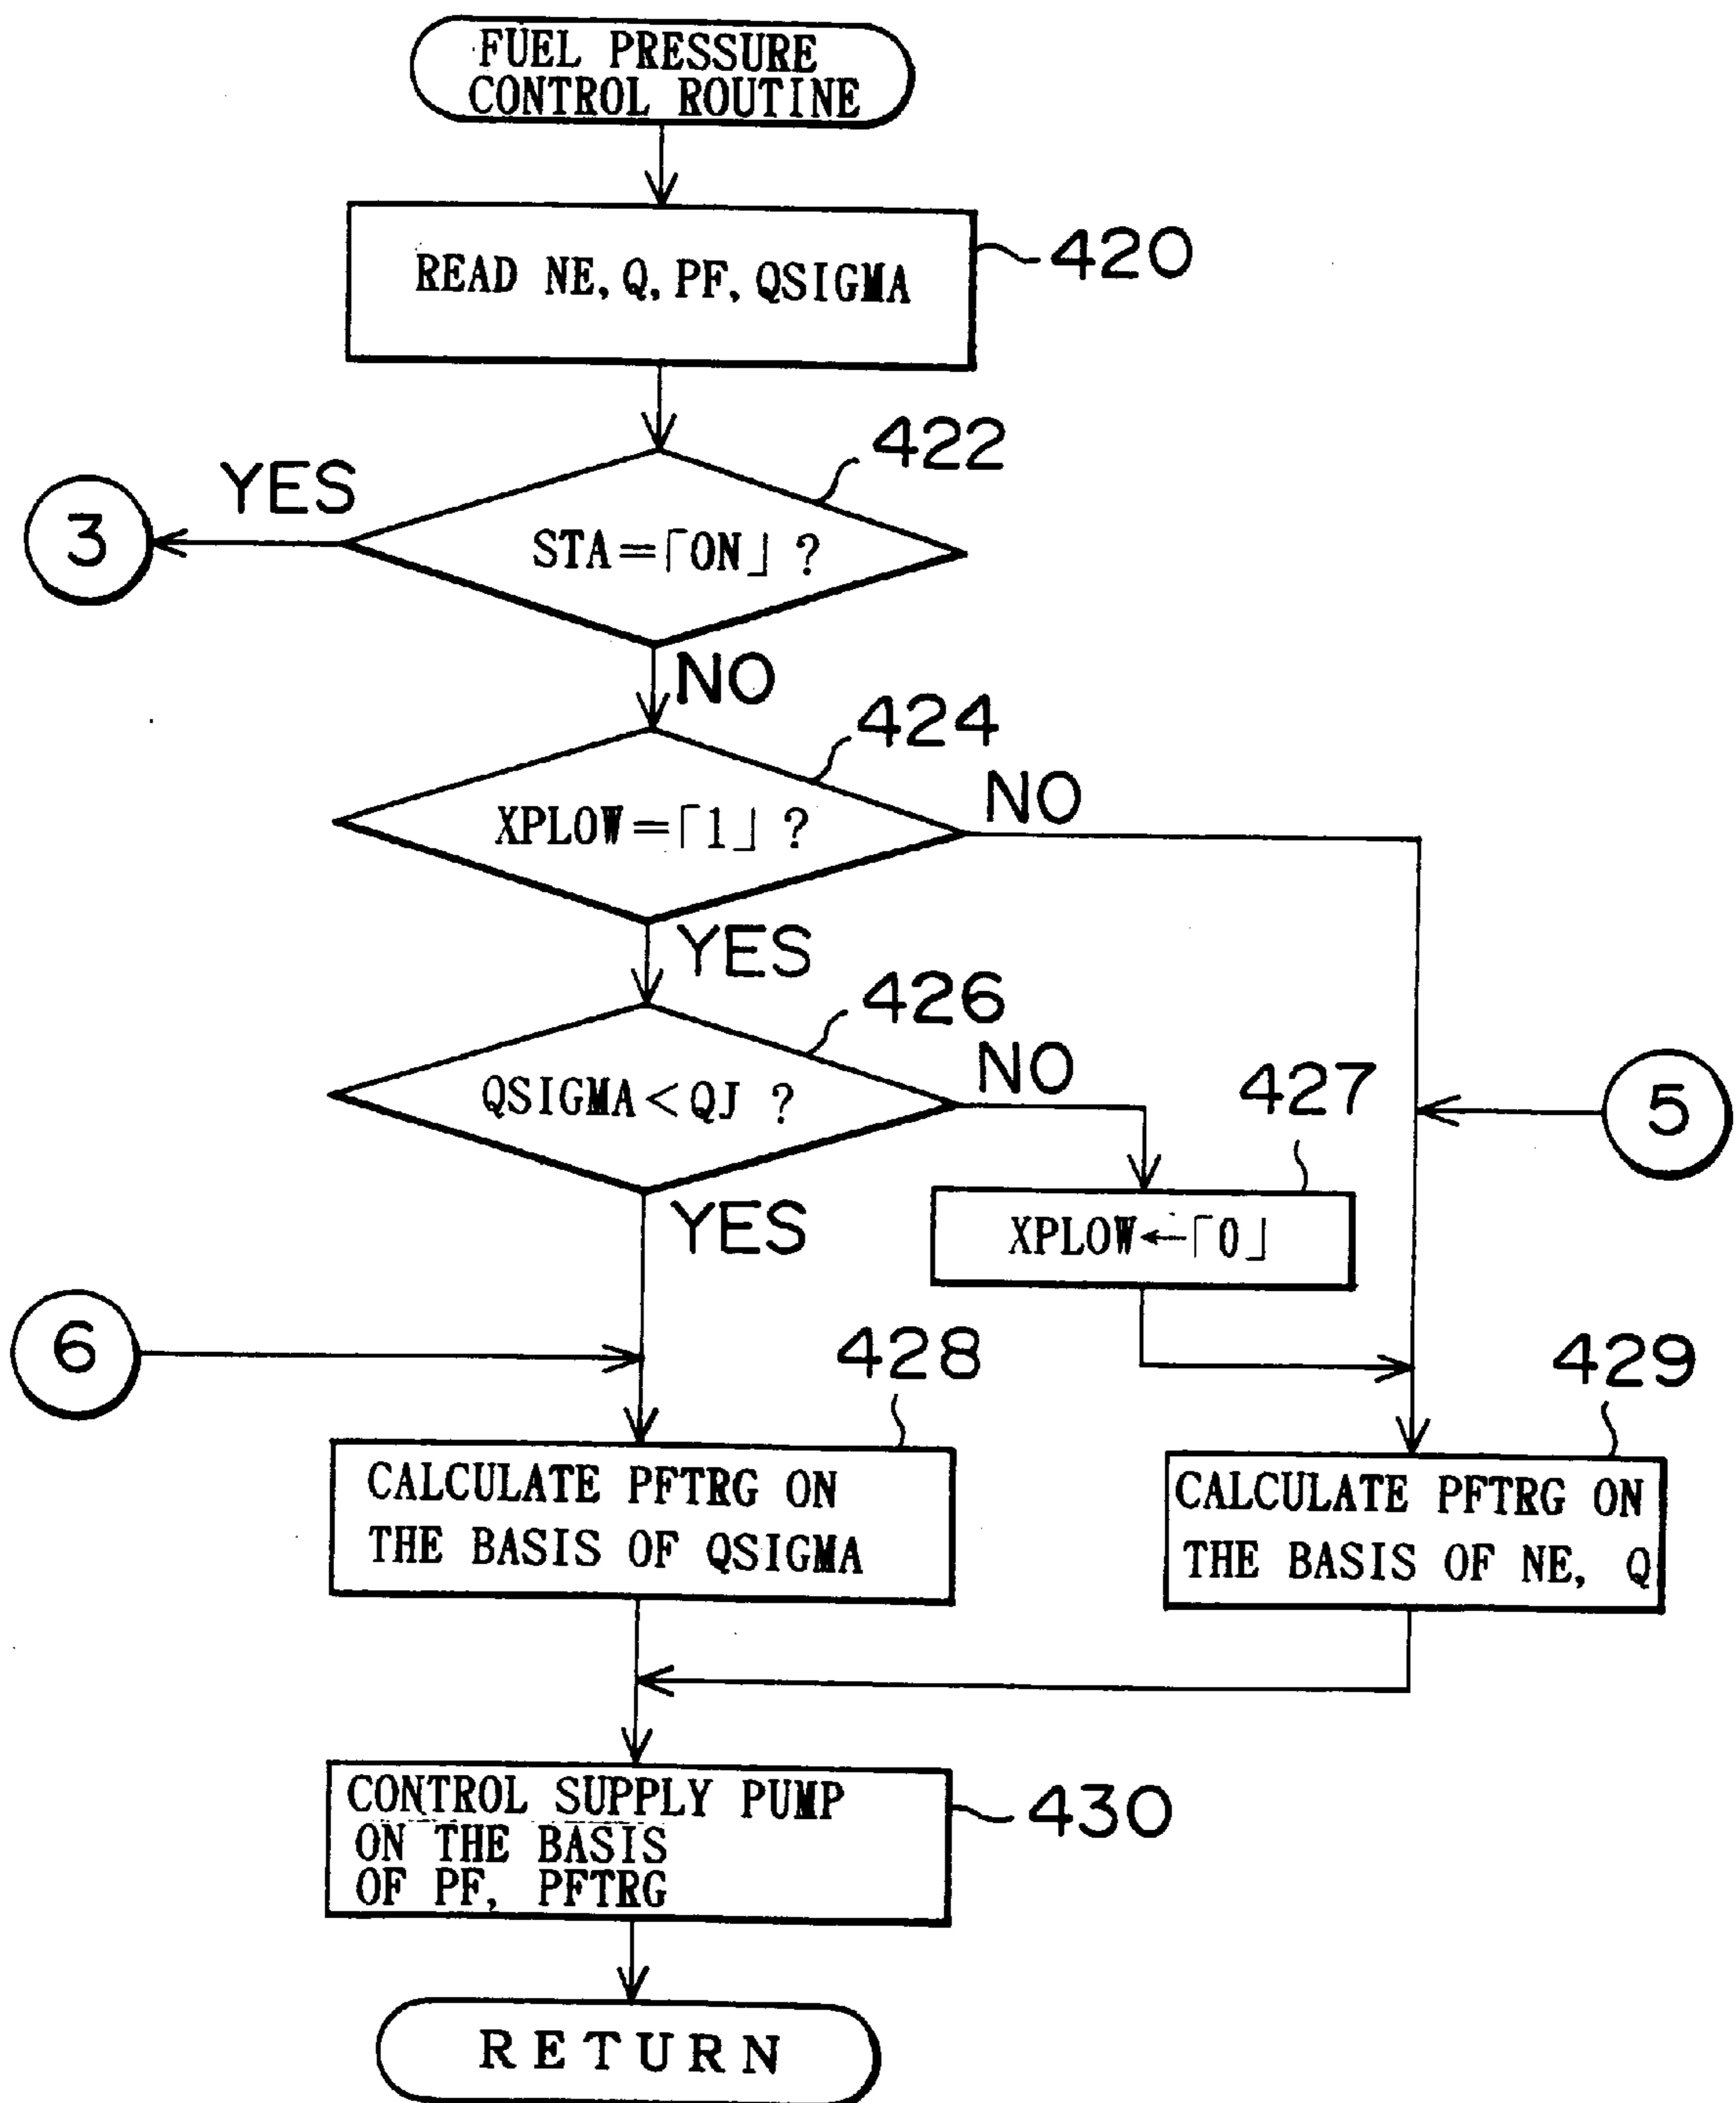 FUEL PRESSURE
CONTROL ROUTINE
READ NE, Q, PF, QSIGMA
420
422
YES
3
STA=「ON」?
NO
424
NO
XPLOW=「1」?
YES
426
NO
427
QSIGMA<QJ ?
5
YES
XPLOW←「0」
6
428
429
CALCULATE PFTRG ON
THE BASIS OF QSIGMA
CALCULATE PFTRG ON
THE BASIS OF NE, Q
CONTROL SUPPLY PUMP
ON THE BASIS
OF PF, PFTRG
430
RETURN